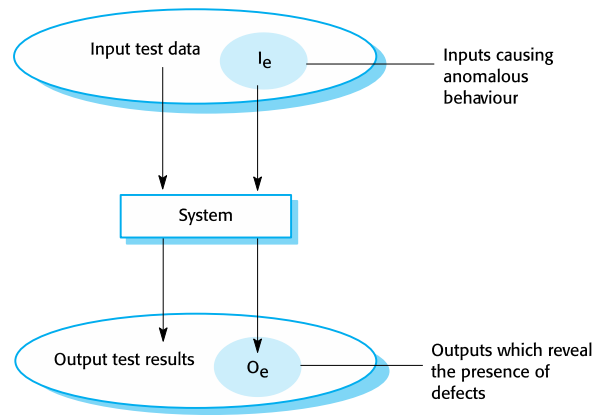 Input test data
Ie
Inputs causing
anomalous
behaviour
System
Output test results
Oe
Outputs which reveal
the presence of
defects